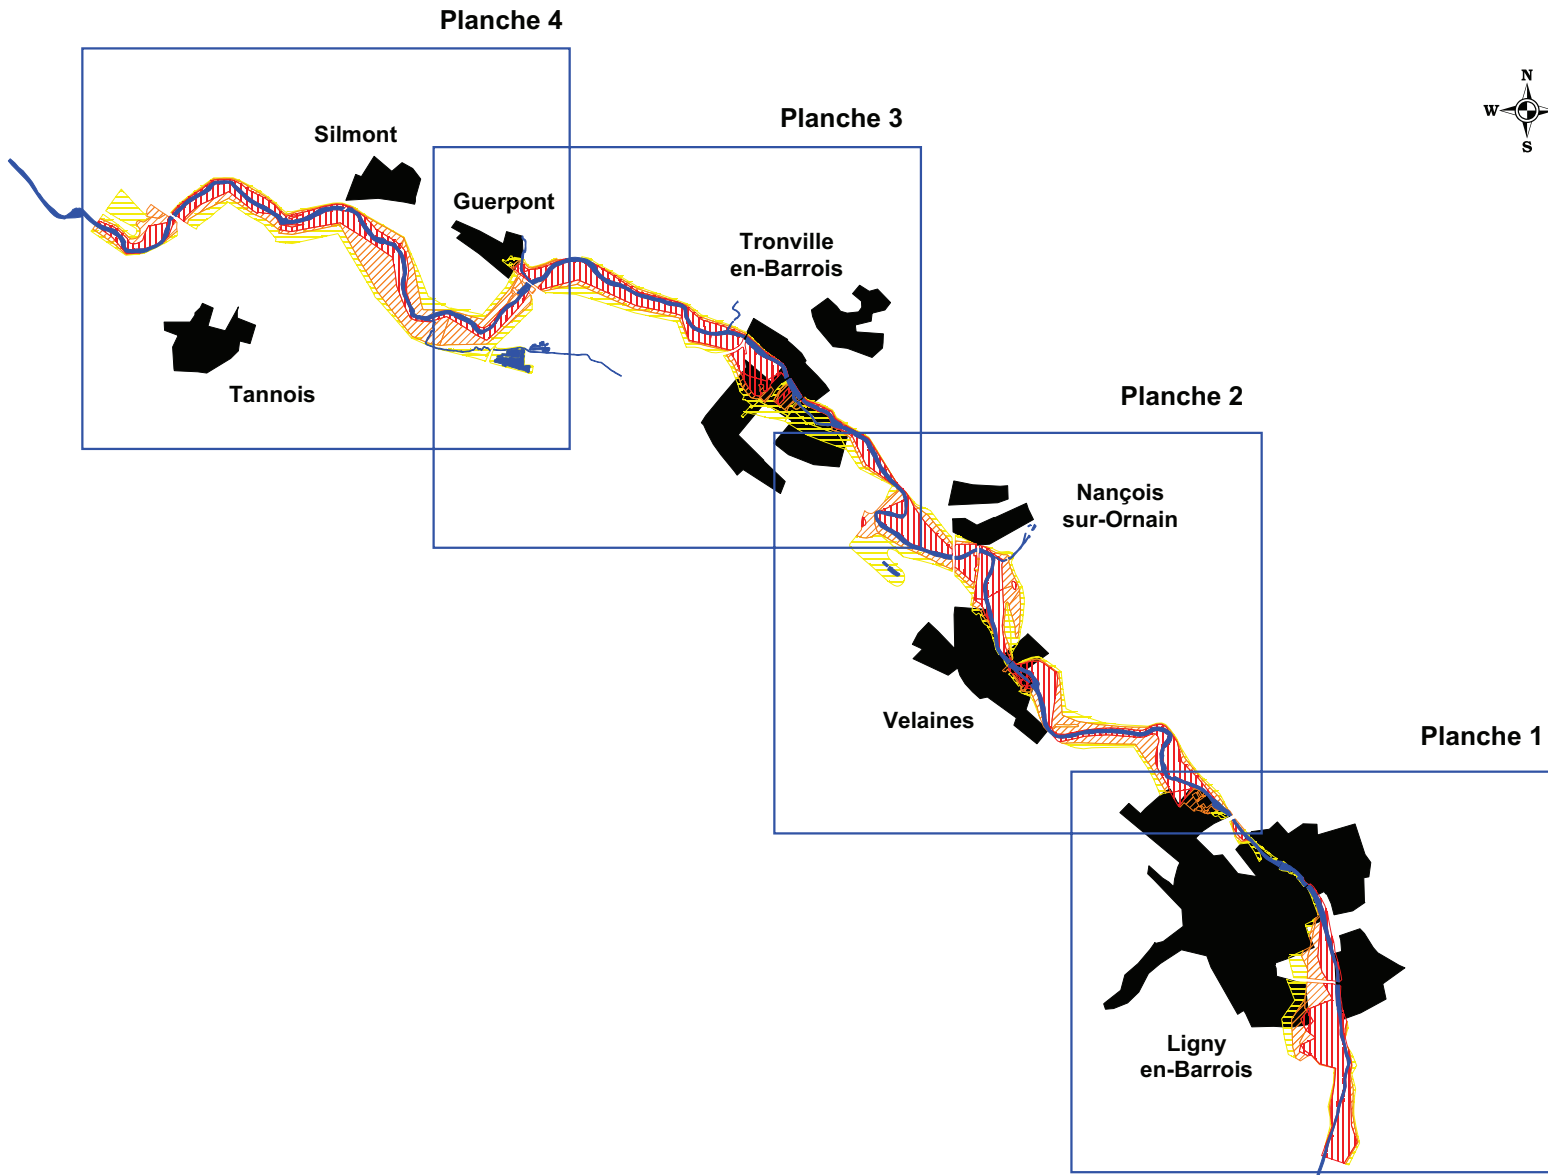 Planche 4
N
W
S
Planche 3
Silmont
Guerpont
Tronville
en-Barrois
Tannois
Planche 2
Nançois
sur-Ornain
Velaines
Planche 1
Ligny
en-Barrois